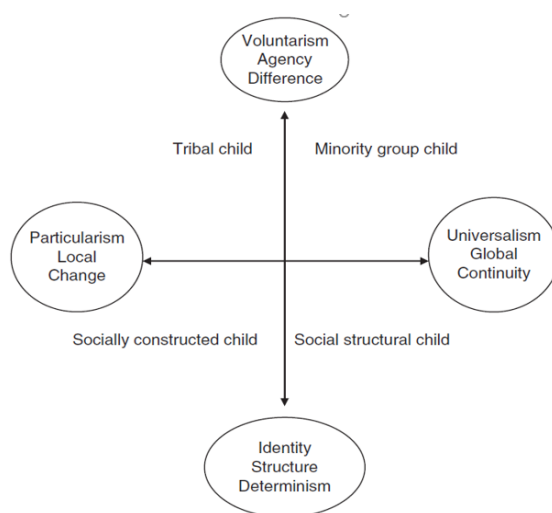 Voluntarism
Agency
Difference
Tribal child
Minority group child
Particularism
Local
Change
Universalism
Global
Continuity
Socially constructed child
Social structural child
Identity
Structure
Determinism